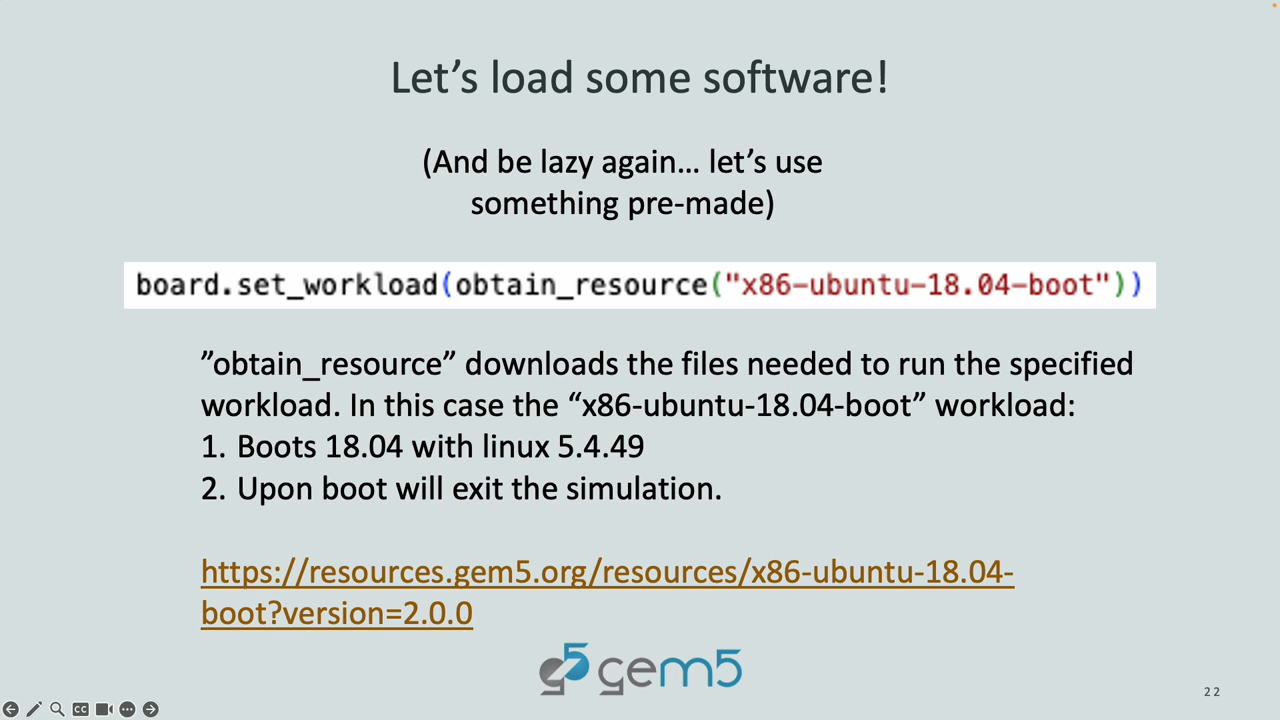 Let’s load some software!
(And be lazy again… let’s use
something pre-made)
board.set_workload(obtain_resource("x86-ubuntu-18.04-boot"))
”obtain_resource” downloads the files needed to run the specified
workload. In this case the “x86-ubuntu-18.04-boot” workload:
1. Boots 18.04 with linux 5.4.49
2. Upon boot will exit the simulation.
https://resources.gem5.org/resources/x86-ubuntu-18.04-
boot?version=2.0.0
g5 gem5
22
CC